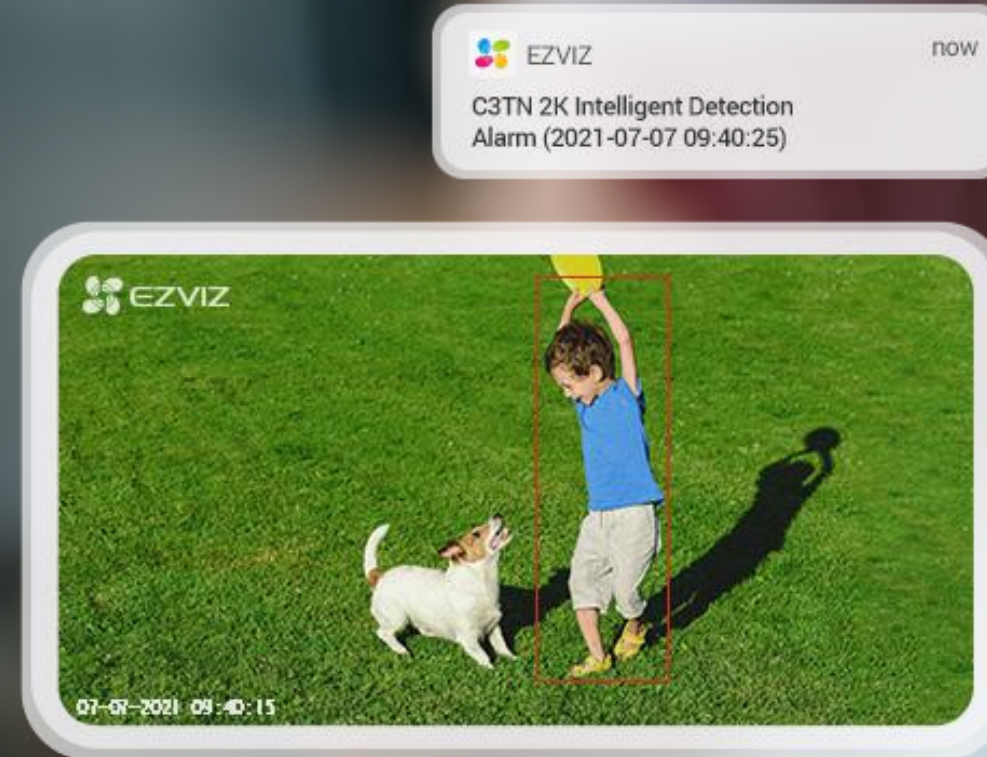 EZVIZ
now
C3TN 2K Intelligent Detection
Alarm (2021-07-07 09:40:25)
EZVIZ
07-07-2021 09:40:15